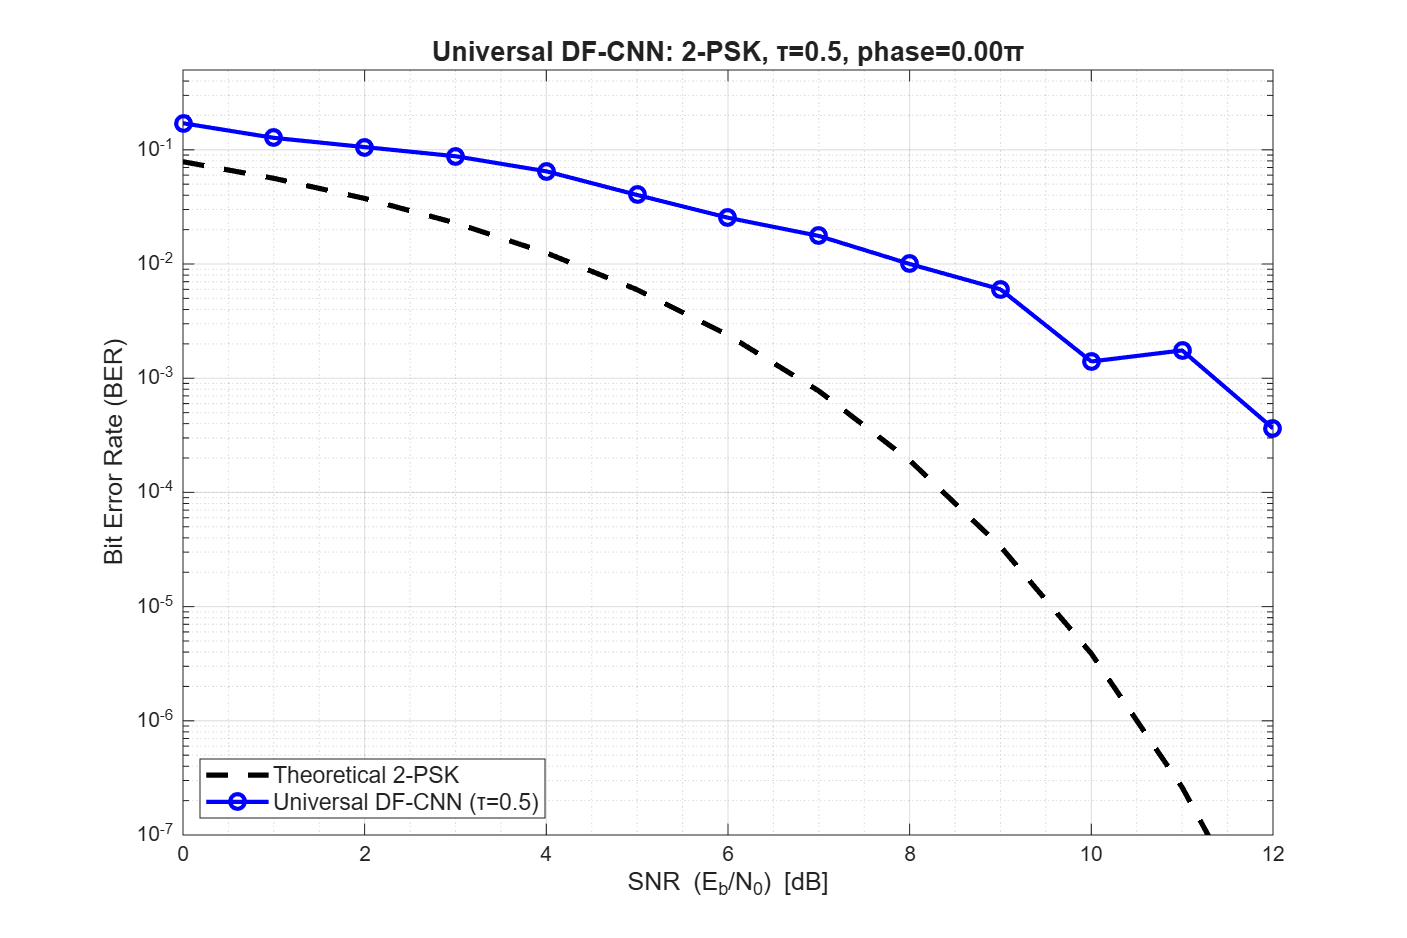 Universal DF-CNN: 2-PSK, τ=0.5, phase=0.00π
10-1
10-2
10-3
10-4
10-5
10-6
10-7
Bit Error Rate (BER)
Theoretical 2-PSK
Universal DF-CNN (τ=0.5)
0 2 4 6 8 10 12
SNR (Eb/N0) [dB]